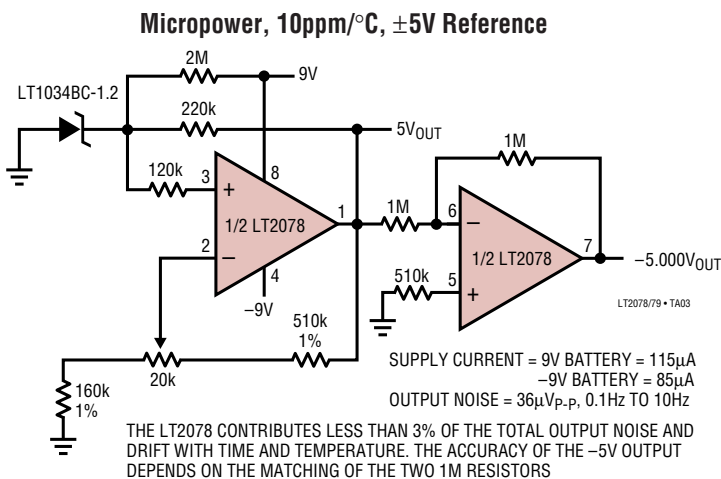 Micropower, 10ppm/°C, ±5V Reference
2M
9V
LT1034BC-1.2
220k
5VOUT
120k
3
+
8
1/2 LT2078
1
2
–
4
–9V
1M
1M
6
–
1/2 LT2078
7
–5.000VOUT
510k
5
+
LT2078/79 • TA03
510k
1%
20k
160k
1%
SUPPLY CURRENT = 9V BATTERY = 115µA
–9V BATTERY = 85µA
OUTPUT NOISE = 36µVP-P, 0.1Hz TO 10Hz
THE LT2078 CONTRIBUTES LESS THAN 3% OF THE TOTAL OUTPUT NOISE AND
DRIFT WITH TIME AND TEMPERATURE. THE ACCURACY OF THE –5V OUTPUT
DEPENDS ON THE MATCHING OF THE TWO 1M RESISTORS